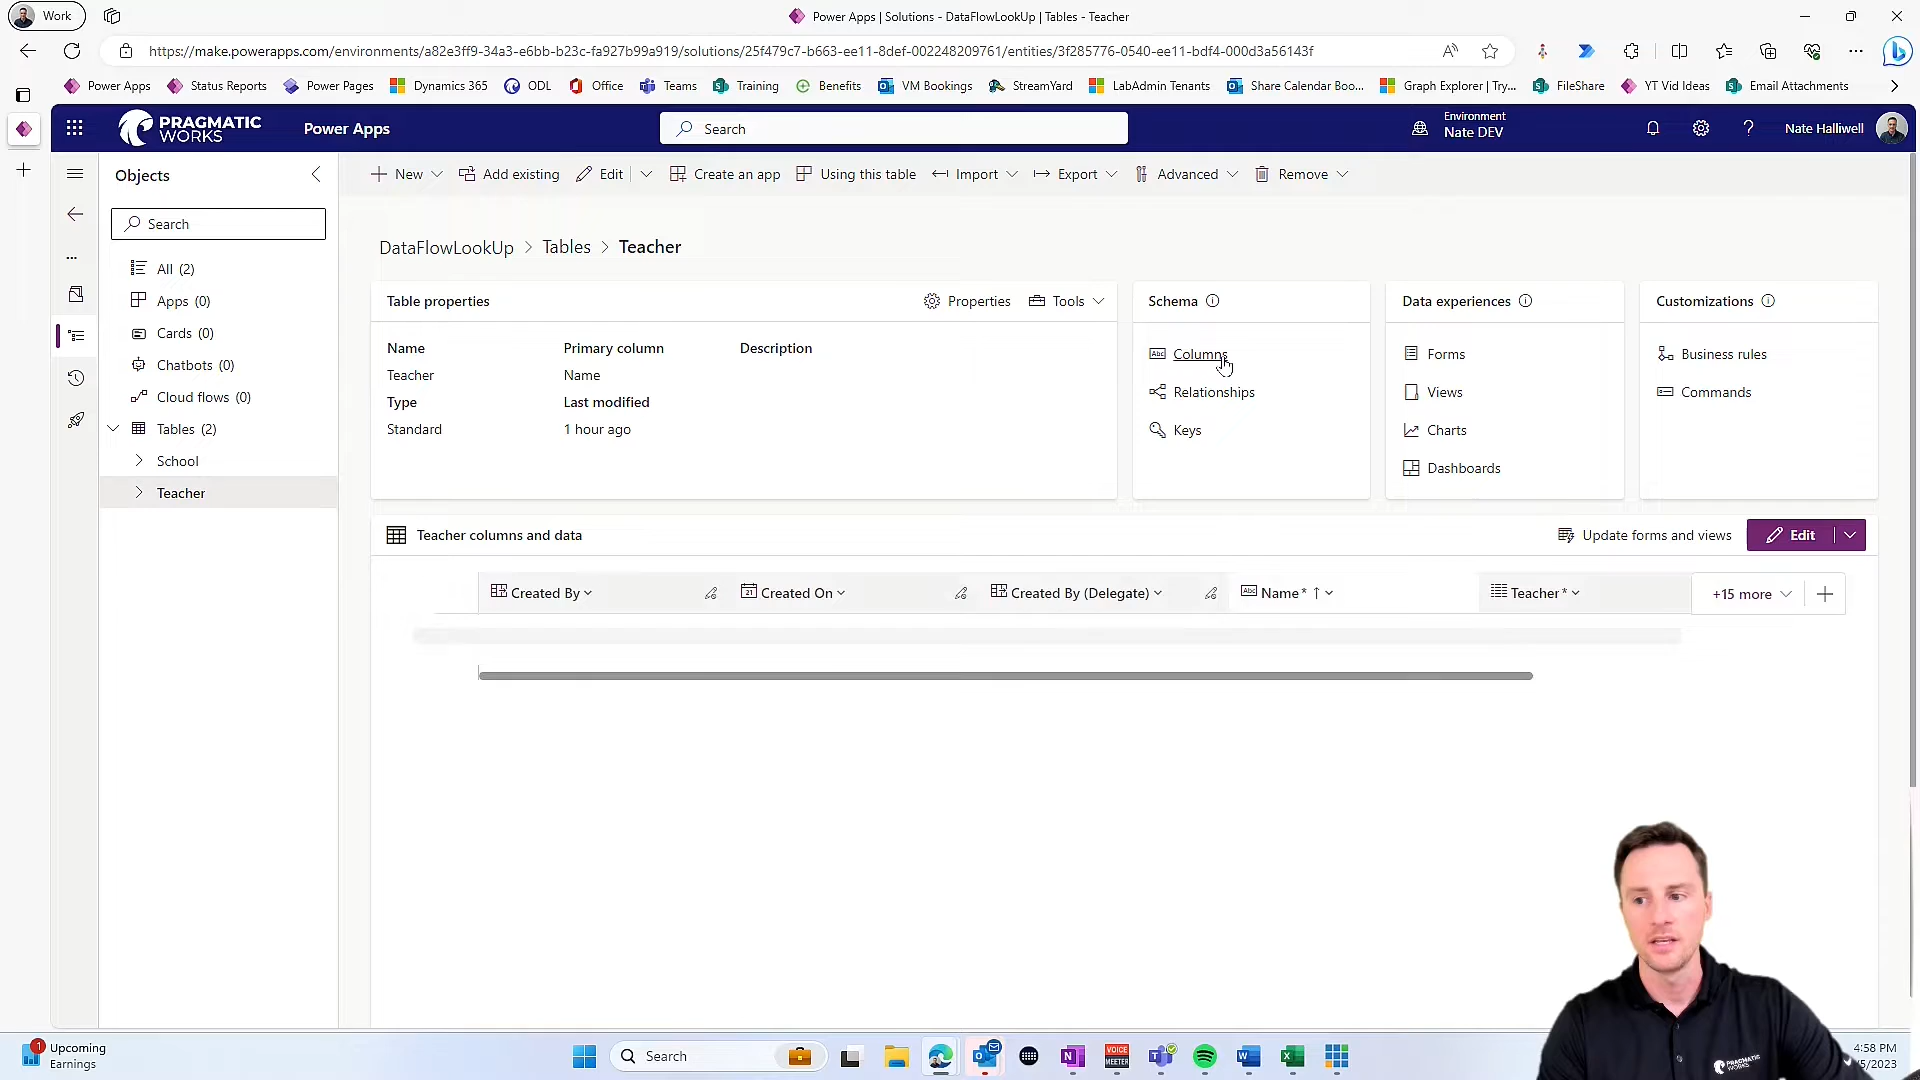 Work
Power Apps | Solutions - DataFlowLookUp | Tables - Teacher
https://make.powerapps.com/environments/a82e3ff9-34a3-e6bb-b23c-fa927b99a919/solutions/25f479c7-b663-ee11-8def-002248209761/entities/3f285776-0540-ee11-bdf4-000d3a56143f
Power Apps Status Reports Power Pages Dynamics 365 ODL Office Teams Training Benefits VM Bookings StreamYard LabAdmin Tenants Share Calendar Boo... Graph Explorer | Try... FileShare YT Vid Ideas Email Attachments
PRAGMATIC WORKS
Power Apps
Search
Environment
Nate DEV
Nate Halliwell
Objects
New Add existing Edit Create an app Using this table Import Export Advanced Remove
Search
All (2)
Apps (0)
Cards (0)
Chatbots (0)
Cloud flows (0)
Tables (2)
School
Teacher
DataFlowLookUp > Tables > Teacher
Table properties
Properties Tools
Name Primary column Description
Teacher Name
Type Last modified
Standard 1 hour ago
Schema
Columns
Relationships
Keys
Data experiences
Forms
Views
Charts
Dashboards
Customizations
Business rules
Commands
Teacher columns and data
Update forms and views
Edit
Created By Created On Created By (Delegate) Name* ↑ Teacher* +15 more
PRAGMATIC WORKS
1
Upcoming
Earnings
Search
VOICE
MEETER
4:58 PM
/5/2023